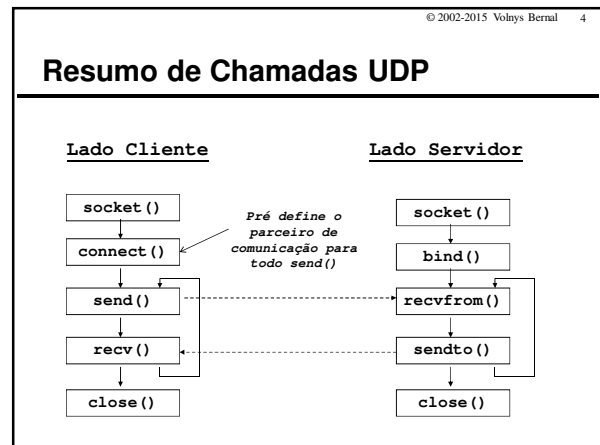 © 2002-2015 Volnys Bernal 4
Resumo de Chamadas UDP
Lado Cliente
Lado Servidor
socket()
connect()
send()
recv()
close()
Pré define o
parceiro de
comunicação para
todo send()
socket()
bind()
recvfrom()
sendto()
close()